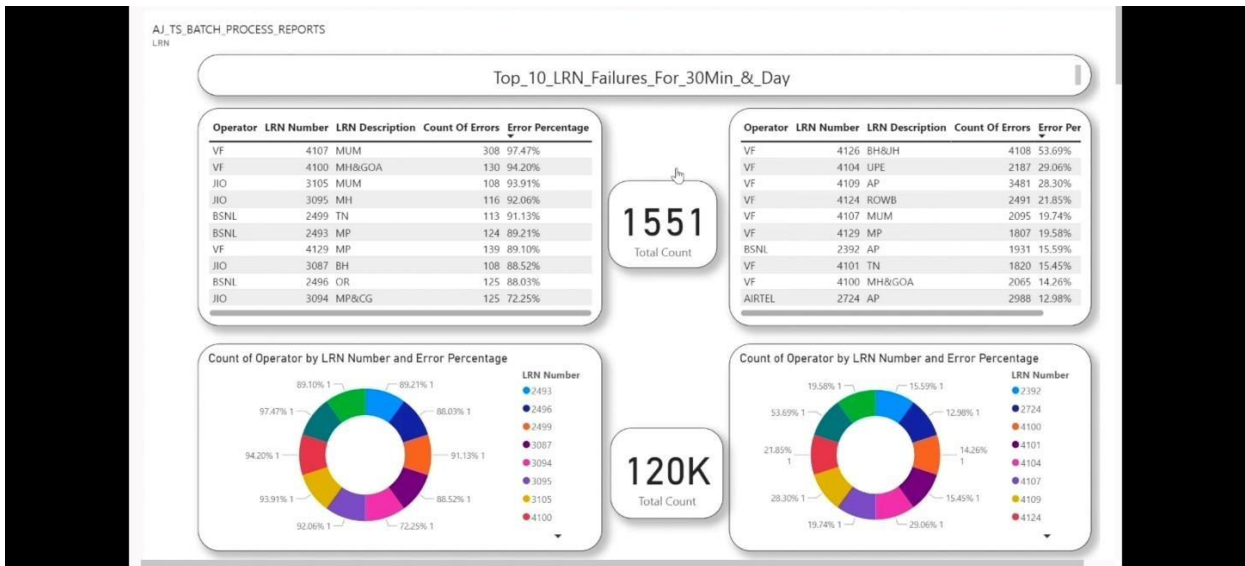 AJ_TS_BATCH_PROCESS_REPORTS
LRN
Top_10_LRN_Failures_For_30Min_&_Day
Operator LRN Number LRN Description Count Of Errors Error Percentage
VF 4107 MUM 308 97.47%
VF 4100 MH&GOA 130 94.20%
JIO 3105 MUM 108 93.91%
JIO 3095 MH 116 92.06%
BSNL 2499 TN 113 91.13%
BSNL 2493 MP 124 89.21%
VF 4129 MP 139 89.10%
JIO 3087 BH 108 88.52%
BSNL 2496 OR 125 88.03%
JIO 3094 MP&CG 125 72.25%
1551
Total Count
Operator LRN Number LRN Description Count Of Errors Error Per
VF 4126 BH&JH 4108 53.69%
VF 4104 UPE 2187 29.06%
VF 4109 AP 3481 28.30%
VF 4124 ROWB 2491 21.85%
VF 4107 MUM 2095 19.74%
VF 4129 MP 1807 19.58%
BSNL 2392 AP 1931 15.59%
VF 4101 TN 1820 15.45%
VF 4100 MH&GOA 2065 14.26%
AIRTEL 2724 AP 2988 12.98%
Count of Operator by LRN Number and Error Percentage
89.10% 1
89.21% 1
97.47% 1
88.03% 1
94.20% 1
91.13% 1
93.91% 1
88.52% 1
92.06% 1
72.25% 1
LRN Number
2493
2496
2499
3087
3094
3095
3105
4100
120K
Total Count
Count of Operator by LRN Number and Error Percentage
19.58% 1
15.59% 1
53.69% 1
12.98% 1
21.85%
1
14.26%
1
28.30% 1
15.45% 1
19.74% 1
29.06% 1
LRN Number
2392
2724
4100
4101
4104
4107
4109
4124